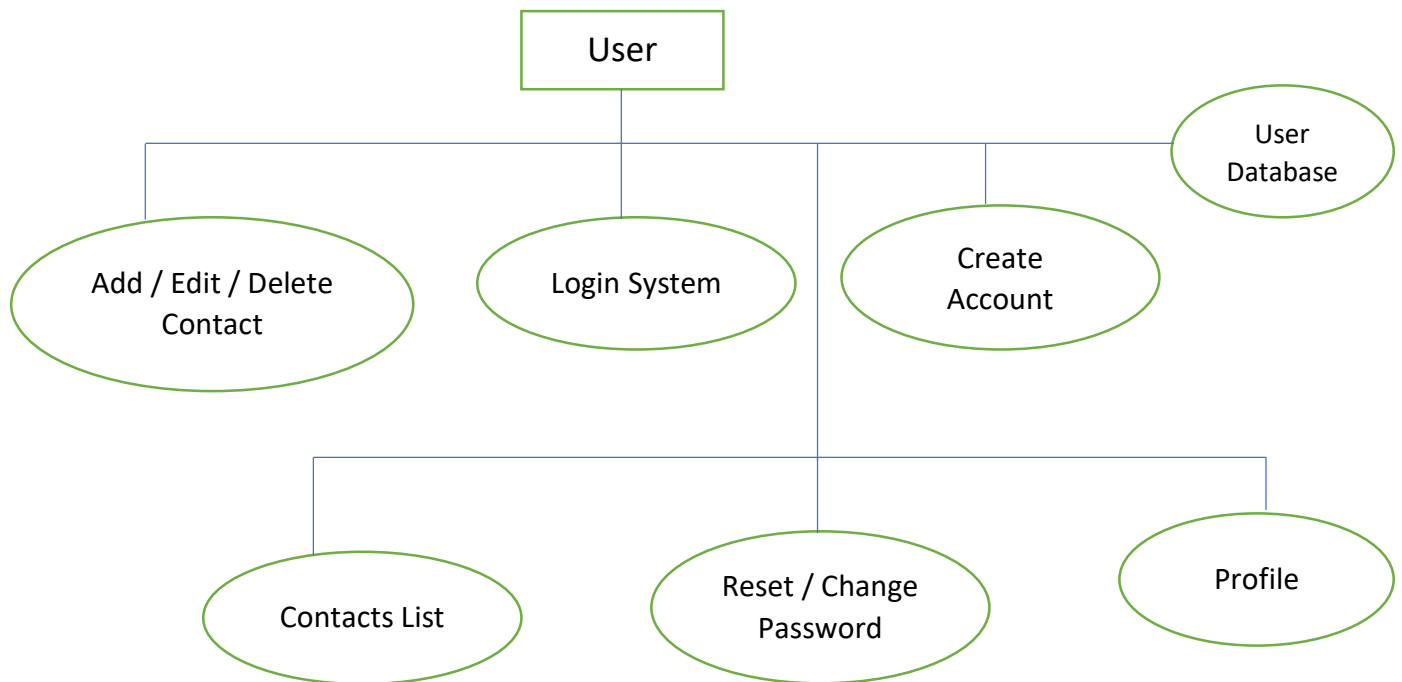 User
User
Database
Add / Edit / Delete
Contact
Login System
Create
Account
Contacts List
Reset / Change
Password
Profile